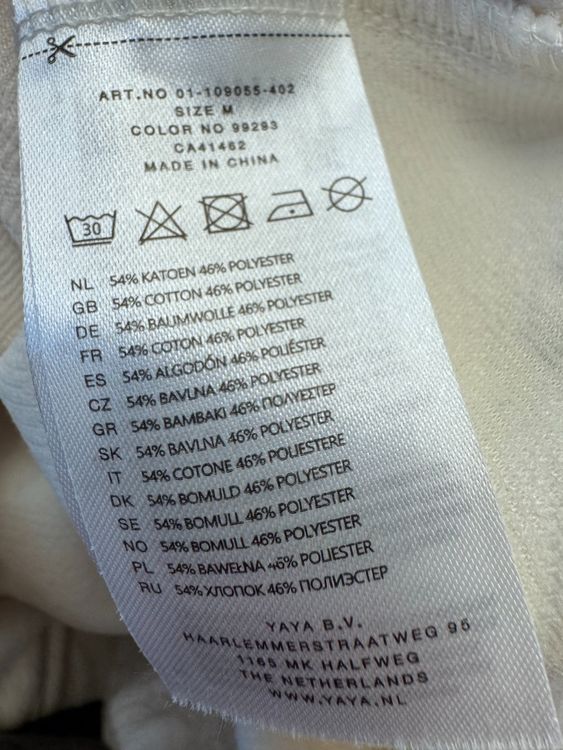 ART.NO 01-109055-402
SIZE M
COLOR NO 99293
CA41462
MADE IN CHINA
30
NL 54% KATOEN 46% POLYESTER
GB 54% COTTON 46% POLYESTER
DE 54% BAUMWOLLE 46% POLYESTER
FR 54% COTON 46% POLYESTER
ES 54% ALGODÓN 46% POLIÉSTER
CZ 54% BAVLNA 46% POLYESTER
GR 54% ΒΑΜΒΑΚΙ 46% ΠΟΛΥΕΣΤΕΡ
SK 54% BAVLNA 46% POLYESTER
IT 54% COTONE 46% POLIESTERE
DK 54% BOMULD 46% POLYESTER
SE 54% BOMULL 46% POLYESTER
NO 54% BOMULL 46% POLYESTER
PL 54% BAWEŁNA 46% POLIESTER
RU 54% ХЛОПОК 46% ПОЛИЭСТЕР
YAYA B.V.
HAARLEMMERSTRAATWEG 95
1165 MK HALFWEG
THE NETHERLANDS
WWW.YAYA.NL